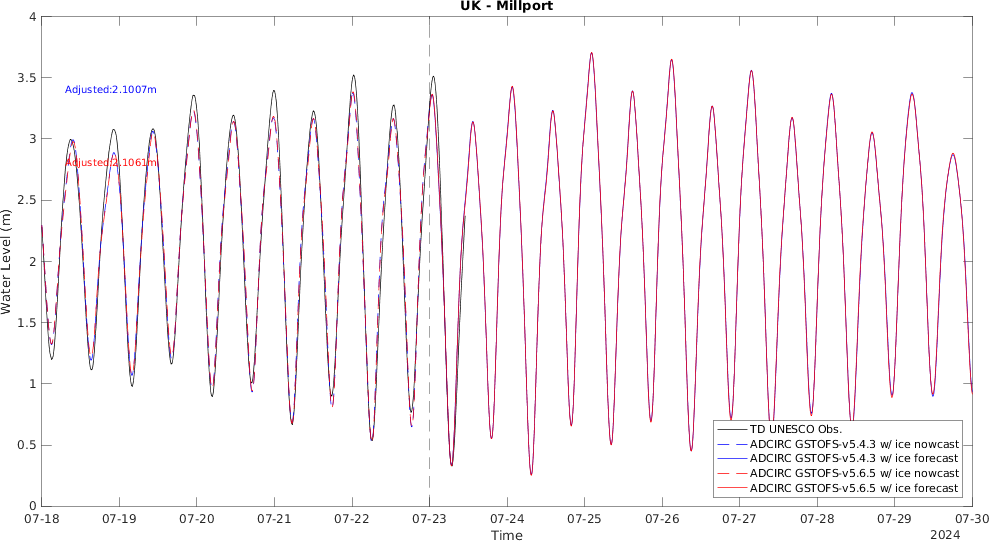 UK - Millport
4
3.5
3
2.5
2
1.5
1
0.5
0
Water Level (m)
Adjusted:2.1007m
Adjusted:2.1061m
TD UNESCO Obs.
ADCIRC GSTOFS-v5.4.3 w/ ice nowcast
ADCIRC GSTOFS-v5.4.3 w/ ice forecast
ADCIRC GSTOFS-v5.6.5 w/ ice nowcast
ADCIRC GSTOFS-v5.6.5 w/ ice forecast
07-18 07-19 07-20 07-21 07-22 07-23 07-24 07-25 07-26 07-27 07-28 07-29 07-30
Time
2024